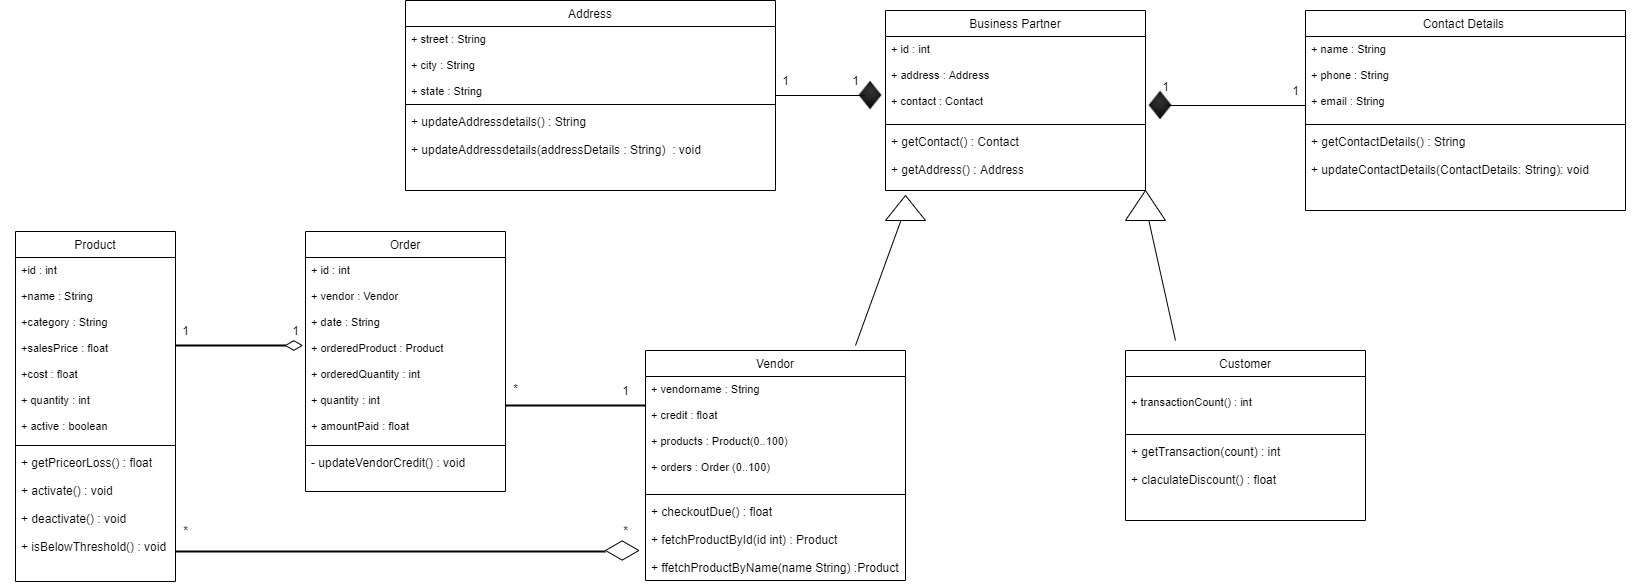 Address
+ street : String
+ city : String
+ state : String
+ updateAddressdetails() : String
+ updateAddressdetails(addressDetails : String)  : void
1
1
Business Partner
+ id : int
+ address : Address
+ contact : Contact
+ getContact() : Contact
+ getAddress() : Address
1
1
Contact Details
+ name : String
+ phone : String
+ email : String
+ getContactDetails() : String
+ updateContactDetails(ContactDetails: String): void
Product
+id : int
+name : String
+category : String
+salesPrice : float
+cost : float
+ quantity : int
+ active : boolean
+ getPriceorLoss() : float
+ activate() : void
+ deactivate() : void
+ isBelowThreshold() : void
1
1
Order
+ id : int
+ vendor : Vendor
+ date : String
+ orderedProduct : Product
+ orderedQuantity : int
+ quantity : int
+ amountPaid : float
- updateVendorCredit() : void
*
1
*
*
Vendor
+ vendorname : String
+ credit : float
+ products : Product(0..100)
+ orders : Order (0..100)
+ checkoutDue() : float
+ fetchProductById(id int) : Product
+ ffetchProductByName(name String) :Product
Customer
+ transactionCount() : int
+ getTransaction(count) : int
+ claculateDiscount() : float